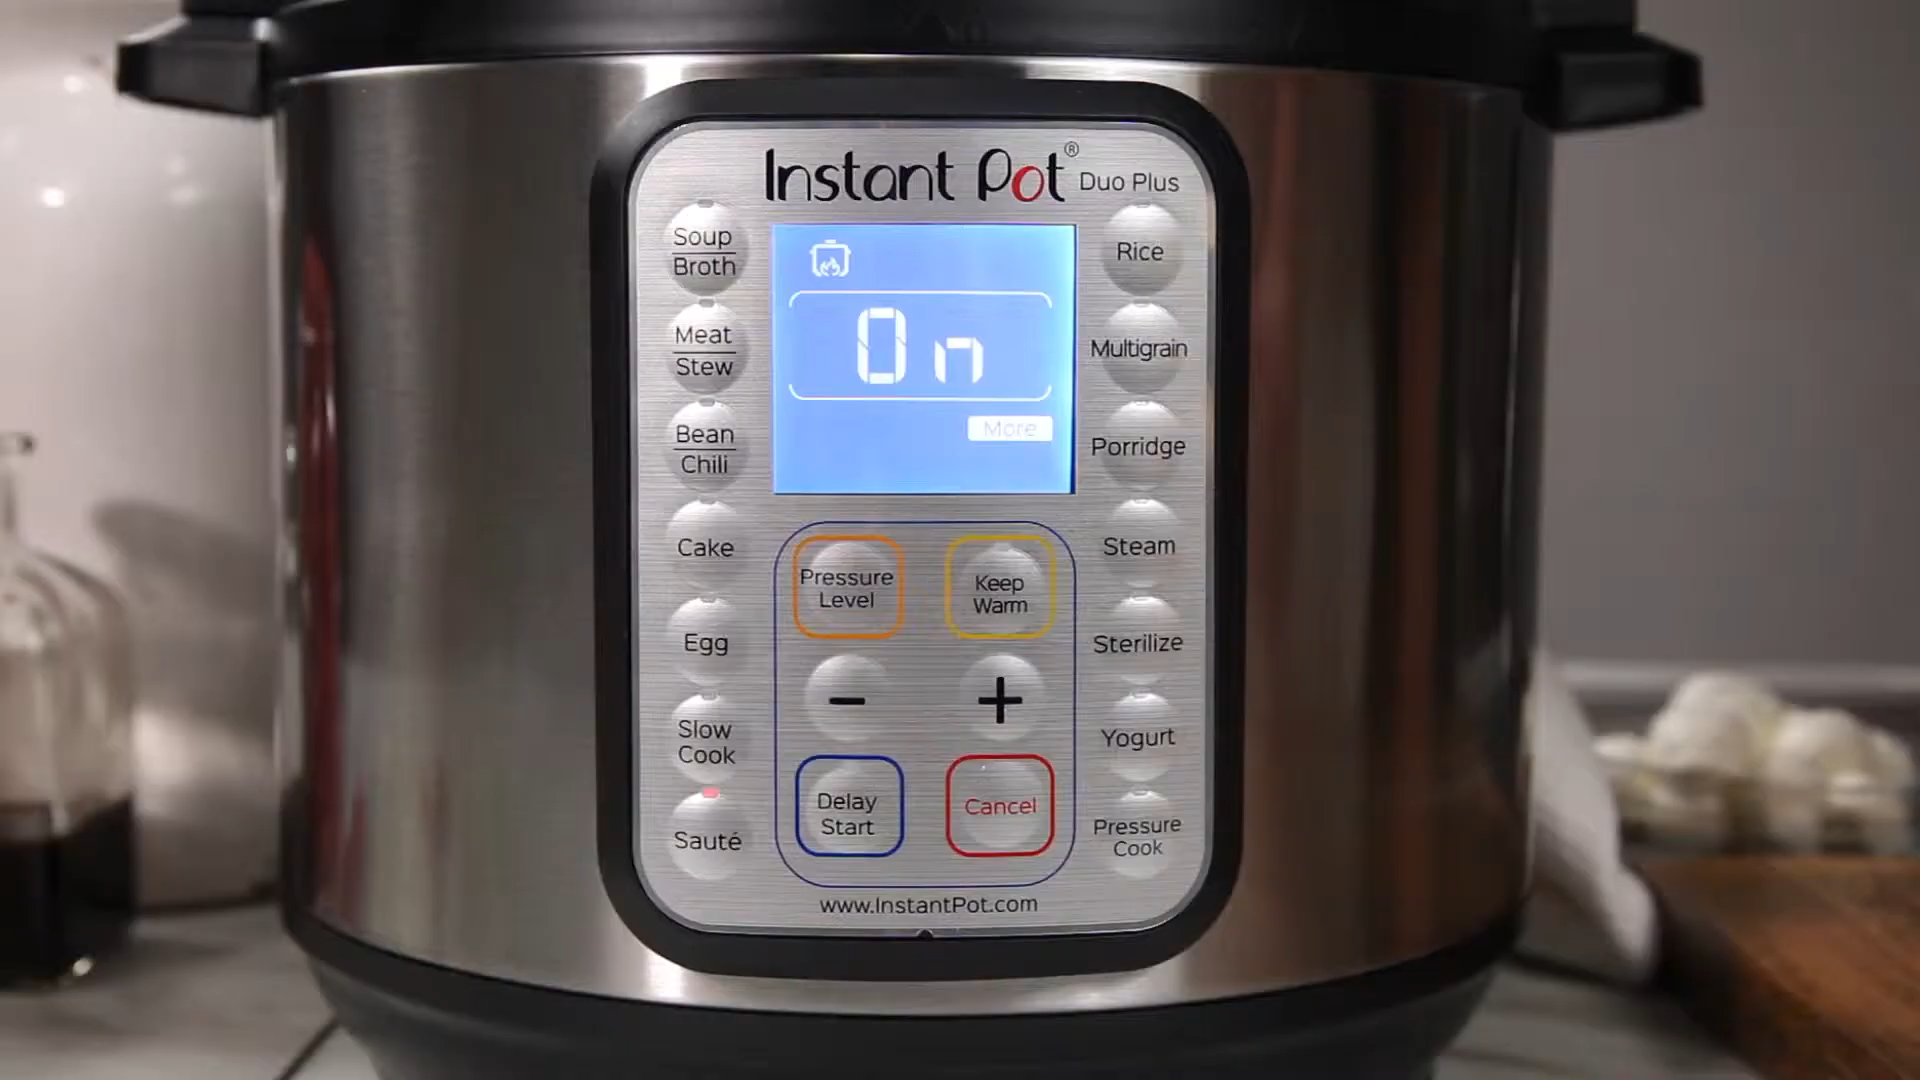 Instant Pot® Duo Plus
Soup
Broth
Meat
Stew
Bean
Chili
Cake
Egg
Slow
Cook
Sauté
On
More
Pressure
Level
Keep
Warm
−
+
Delay
Start
Cancel
Rice
Multigrain
Porridge
Steam
Sterilize
Yogurt
Pressure
Cook
www.InstantPot.com